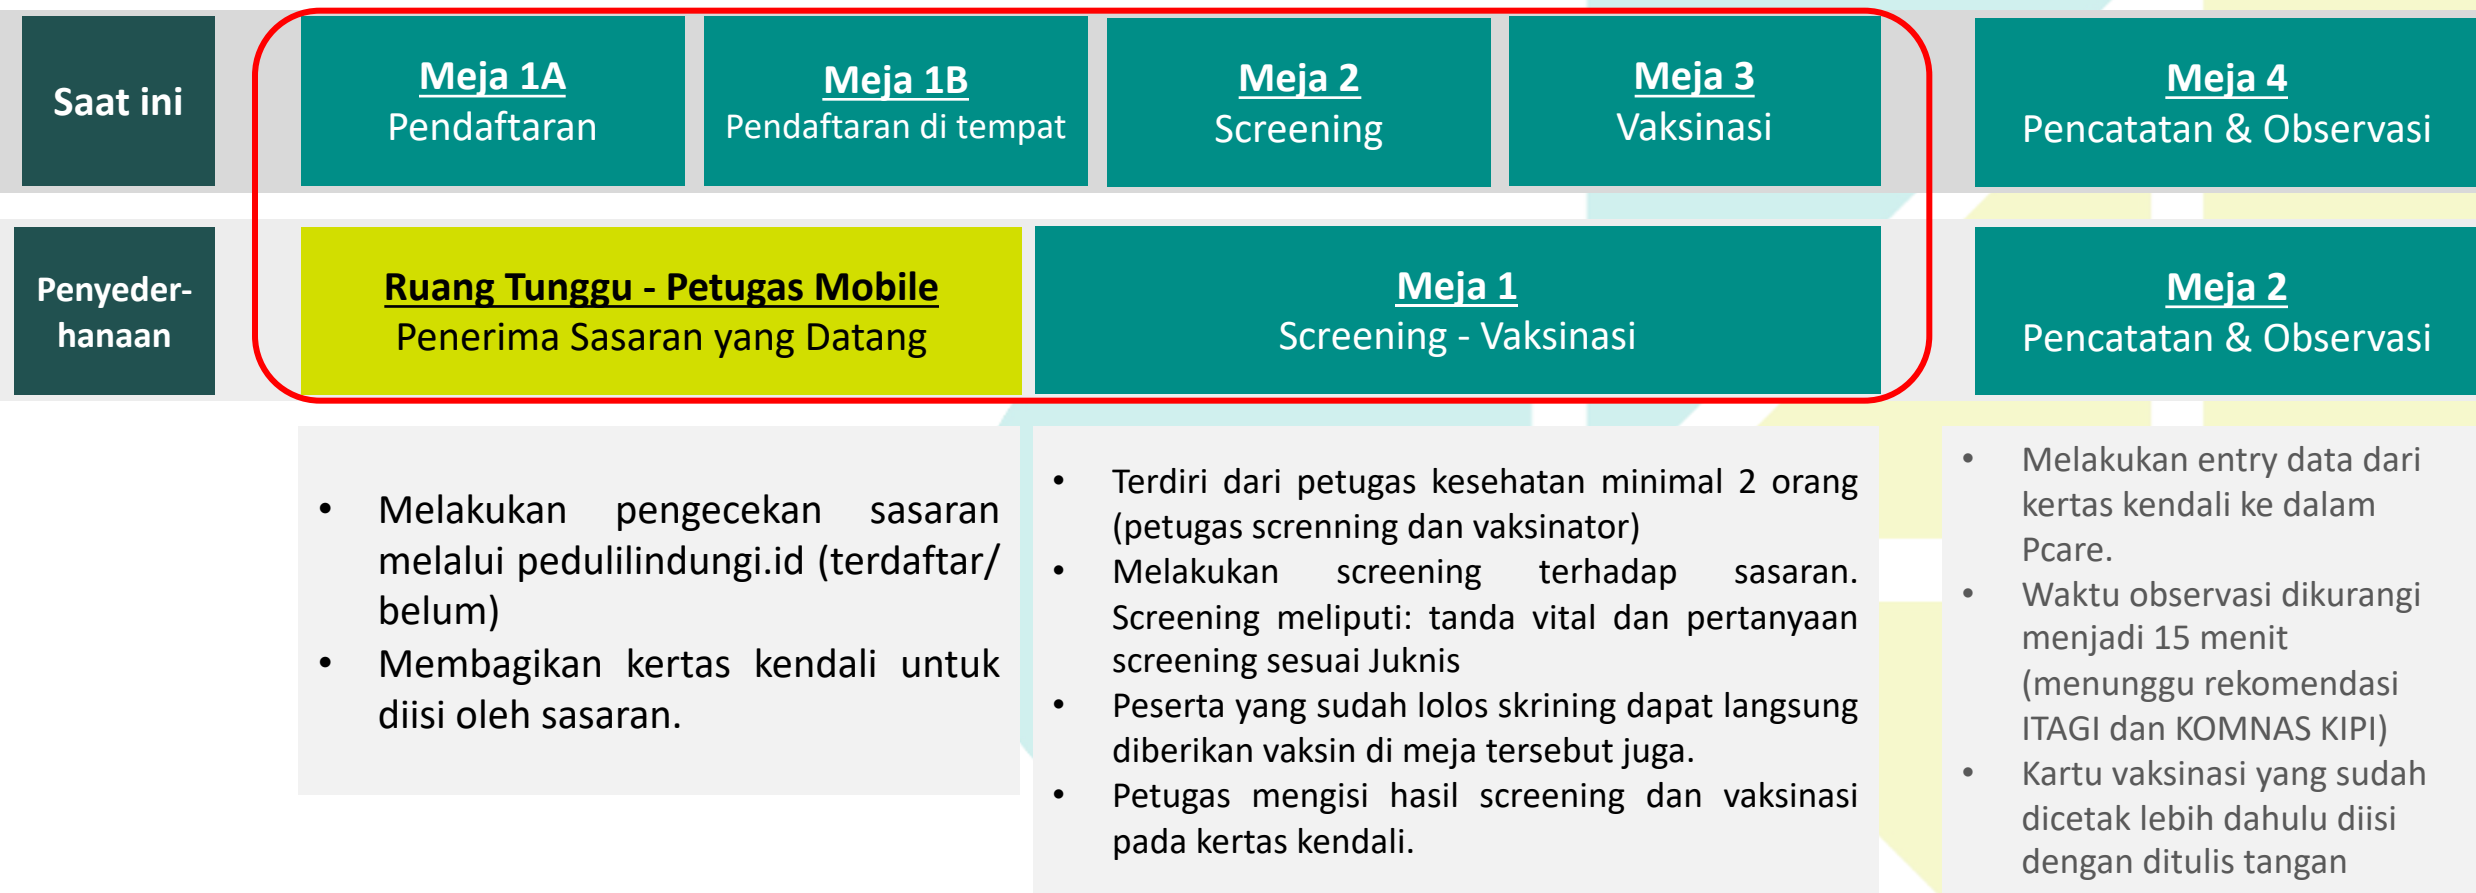 Saat ini
Meja 1A
Pendaftaran
Meja 1B
Pendaftaran di tempat
Meja 2
Screening
Meja 3
Vaksinasi
Meja 4
Pencatatan & Observasi
Penyeder-
hanaan
Ruang Tunggu - Petugas Mobile
Penerima Sasaran yang Datang
Meja 1
Screening - Vaksinasi
Meja 2
Pencatatan & Observasi
• Melakukan pengecekan sasaran
melalui pedulilindungi.id (terdaftar/
belum)
• Membagikan kertas kendali untuk
diisi oleh sasaran.
• Terdiri dari petugas kesehatan minimal 2 orang
(petugas screnning dan vaksinator)
• Melakukan screening terhadap sasaran.
Screening meliputi: tanda vital dan pertanyaan
screening sesuai Juknis
• Peserta yang sudah lolos skrining dapat langsung
diberikan vaksin di meja tersebut juga.
• Petugas mengisi hasil screening dan vaksinasi
pada kertas kendali.
• Melakukan entry data dari
kertas kendali ke dalam
Pcare.
• Waktu observasi dikurangi
menjadi 15 menit
(menunggu rekomendasi
ITAGI dan KOMNAS KIPI)
• Kartu vaksinasi yang sudah
dicetak lebih dahulu diisi
dengan ditulis tangan